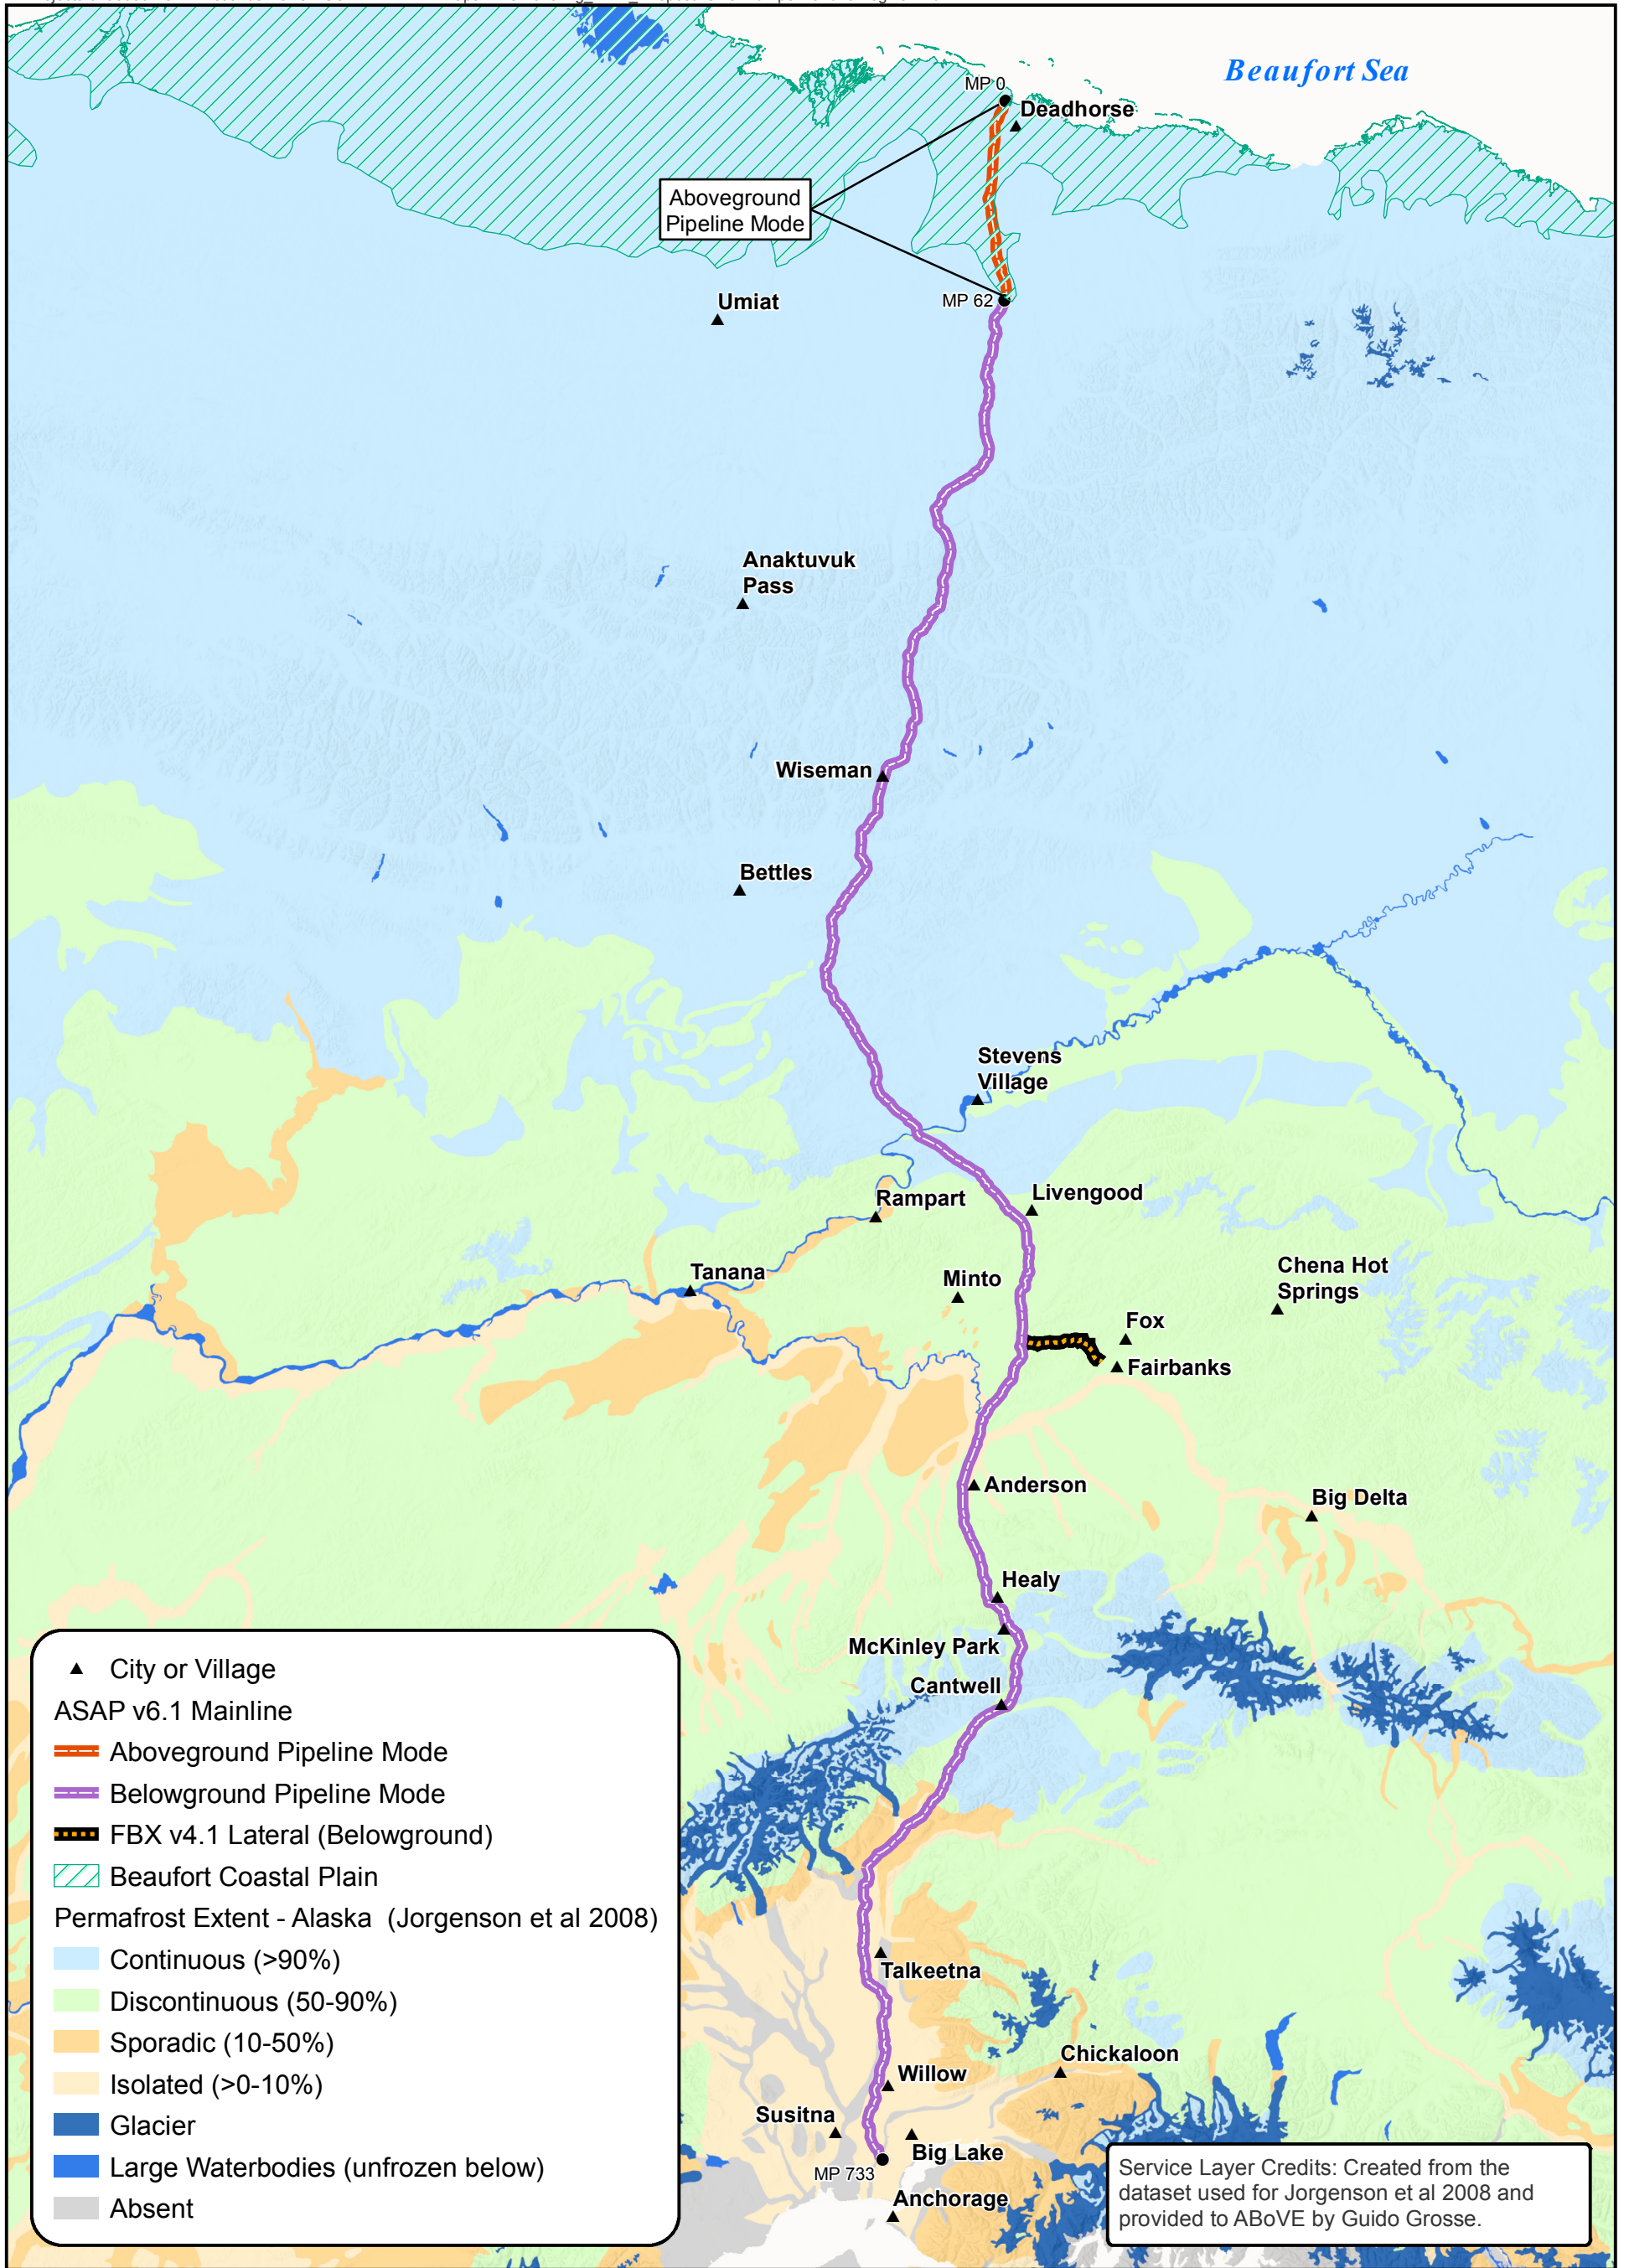 Beaufort Sea
MP 0
Deadhorse
Aboveground
Pipeline Mode
MP 62
Umiat
Anaktuvuk
Pass
Wiseman
Bettles
Stevens
Village
Rampart
Livengood
Tanana
Minto
Chena Hot
Springs
Fox
Fairbanks
Anderson
Big Delta
Healy
McKinley Park
Cantwell
Talkeetna
Willow
Chickaloon
Susitna
Big Lake
MP 733
Anchorage
City or Village
ASAP v6.1 Mainline
Aboveground Pipeline Mode
Belowground Pipeline Mode
FBX v4.1 Lateral (Belowground)
Beaufort Coastal Plain
Permafrost Extent - Alaska (Jorgenson et al 2008)
Continuous (>90%)
Discontinuous (50-90%)
Sporadic (10-50%)
Isolated (>0-10%)
Glacier
Large Waterbodies (unfrozen below)
Absent
Service Layer Credits: Created from the
dataset used for Jorgenson et al 2008 and
provided to ABoVE by Guido Grosse.